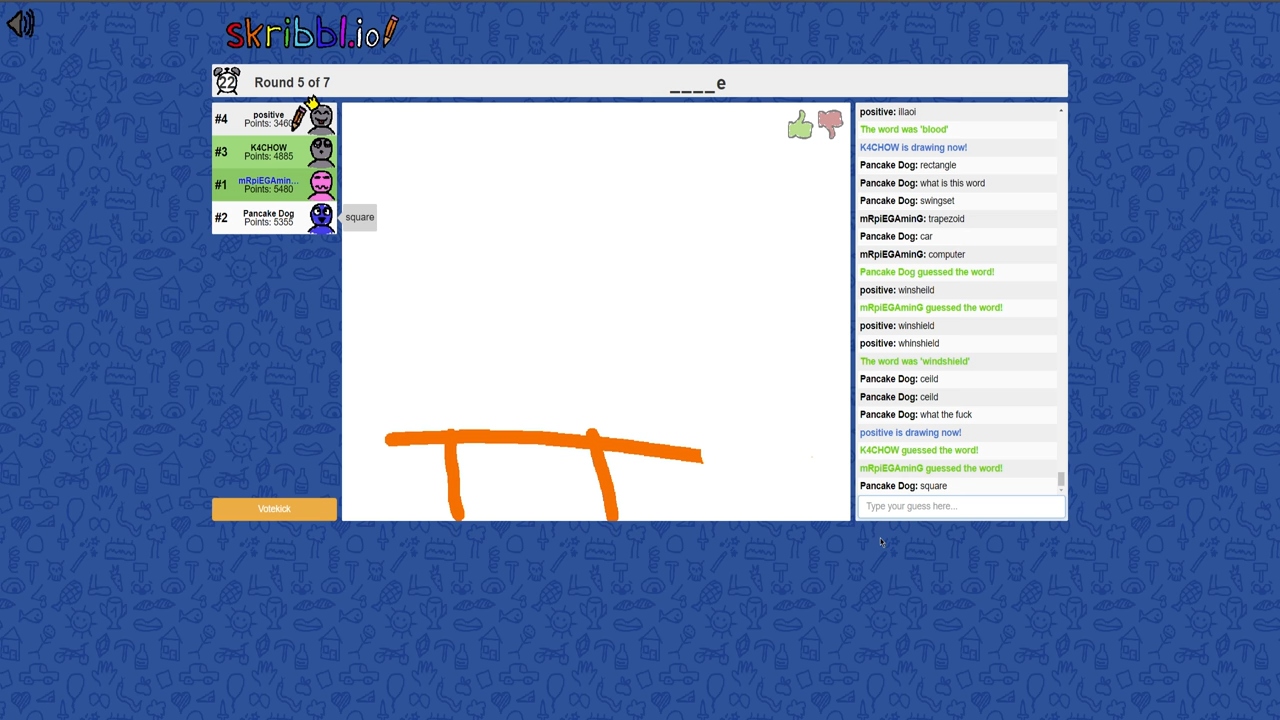 skribbl.io
22
Round 5 of 7
____e
#4
positive
Points: 3460
#3
K4CHOW
Points: 4885
#1
mRpiEGAmin...
Points: 5480
#2
Pancake Dog
Points: 5355
square
Votekick
positive: illaoi
The word was 'blood'
K4CHOW is drawing now!
Pancake Dog: rectangle
Pancake Dog: what is this word
Pancake Dog: swingset
mRpiEGAminG: trapezoid
Pancake Dog: car
mRpiEGAminG: computer
Pancake Dog guessed the word!
positive: winsheild
mRpiEGAminG guessed the word!
positive: winshield
positive: whinshield
The word was 'windshield'
Pancake Dog: ceild
Pancake Dog: ceild
Pancake Dog: what the fuck
positive is drawing now!
K4CHOW guessed the word!
mRpiEGAminG guessed the word!
Pancake Dog: square
Type your guess here...